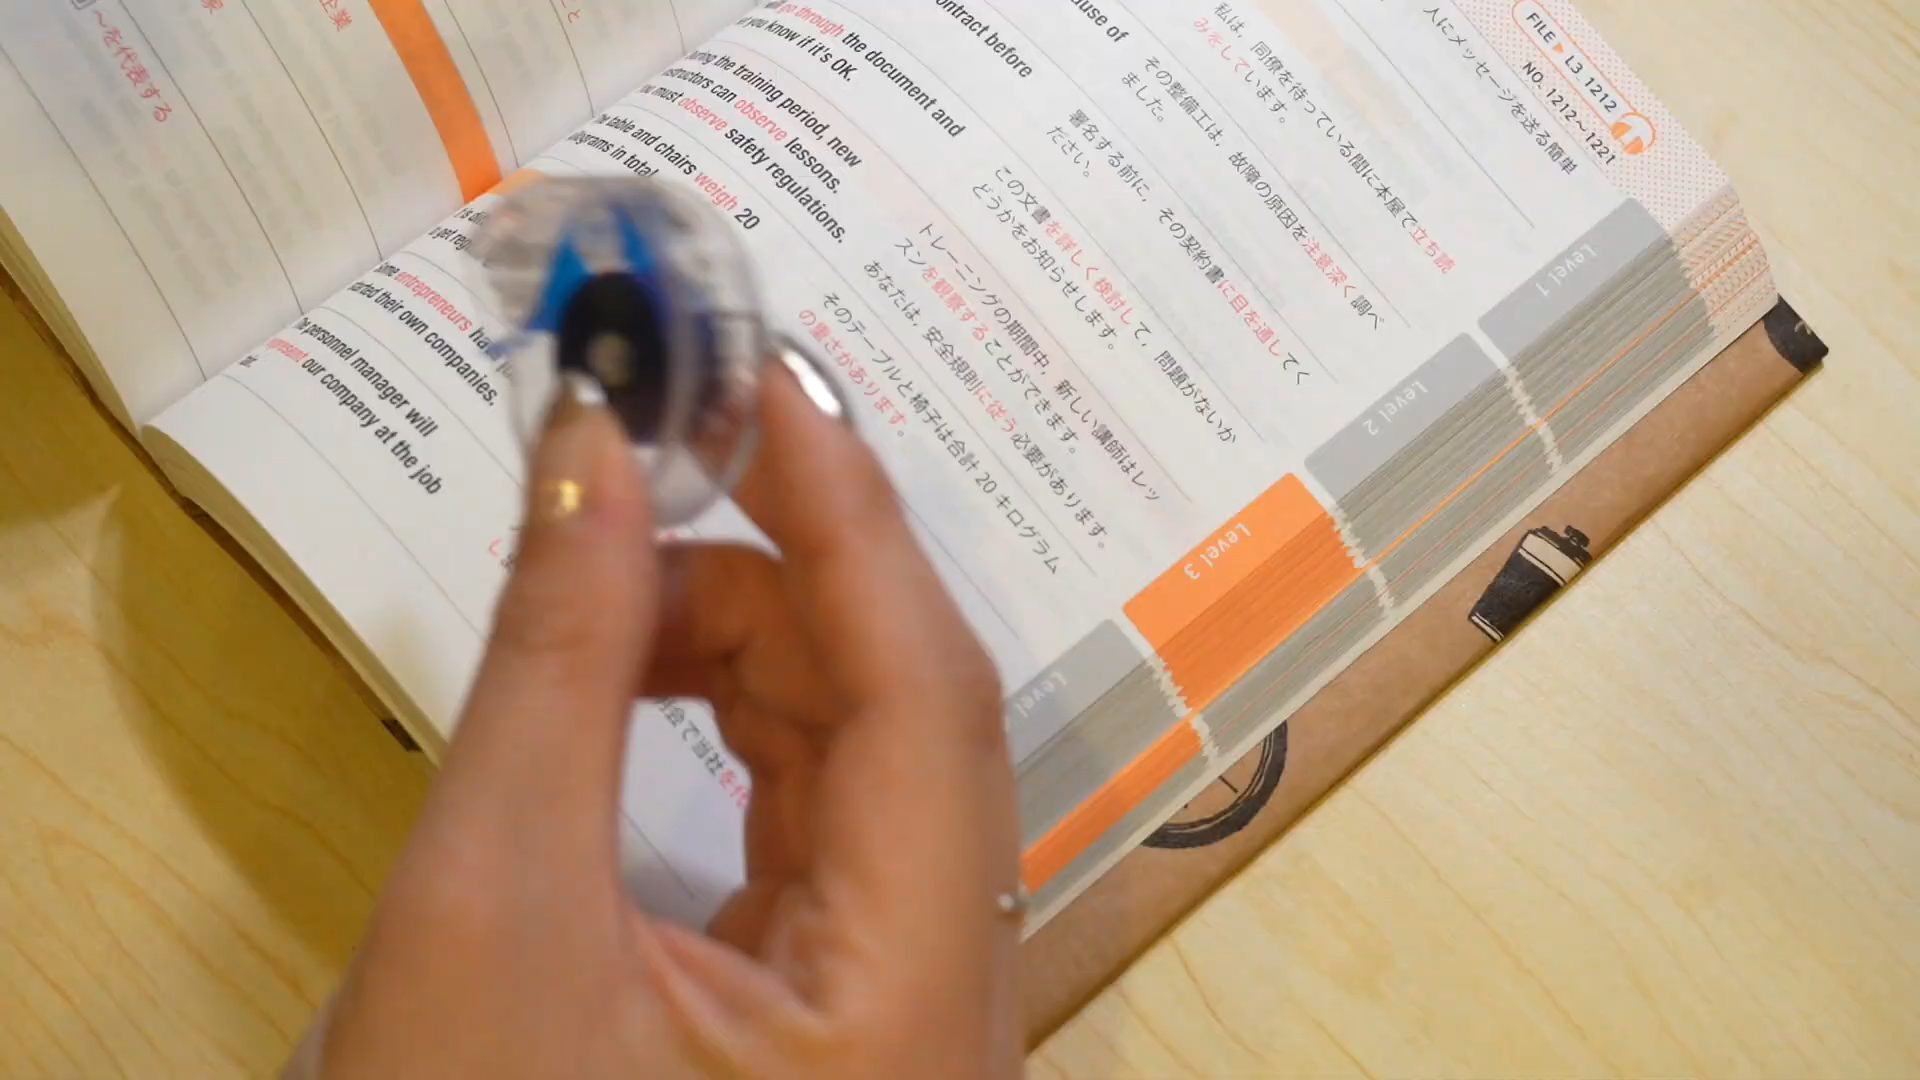 ~を代表する
家
企業
こと
go through the document and
you know if it's OK.
ontract before
ause of
the training period, new
can observe lessons.
must observe safety regulations.
table and chairs weigh 20
in total
Some entrepreneurs
started their own companies.
The personnel manager will
our company at the job
人にメッセージを送る簡単
私は、同僚を待っている間に本屋で立ち読
みをしています。
その整備工は、故障の原因を注意深く調べ
ました。
署名する前に、その契約書に目を通してく
ださい。
この文書を詳しく検討して、問題がないか
どうかをお知らせします。
トレーニングの期間中、新しい講師はレッ
スンを観察することができます。
あなたは、安全規則に従う必要があります。
そのテーブルと椅子は合計 20 キログラム
の重さがあります。
会で当社を代
FILE ▶ L3 1212
NO. 1212~1221
Level 1
Level 2
Level 3
Level